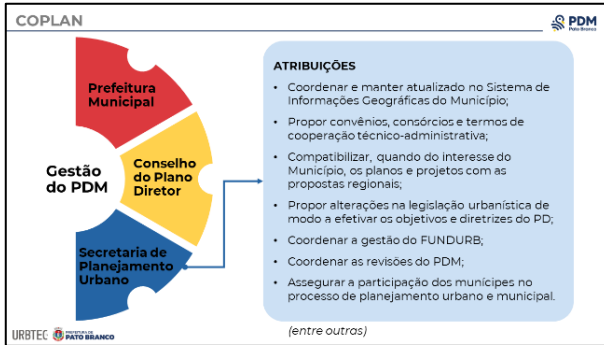 COPLAN
PDM
Pato Branco
Prefeitura
Municipal
Conselho
do Plano
Diretor
Gestão
do PDM
Secretaria de
Planejamento
Urbano
ATRIBUIÇÕES
• Coordenar e manter atualizado no Sistema de
Informações Geográficas do Município;
• Propor convênios, consórcios e termos de
cooperação técnico-administrativa;
• Compatibilizar, quando do interesse do
Município, os planos e projetos com as
propostas regionais;
• Propor alterações na legislação urbanística de
modo a efetivar os objetivos e diretrizes do PD;
• Coordenar a gestão do FUNDURB;
• Coordenar as revisões do PDM;
• Assegurar a participação dos munícipes no
processo de planejamento urbano e municipal.
(entre outras)
URBTEC
PREFEITURA DE
PATO BRANCO